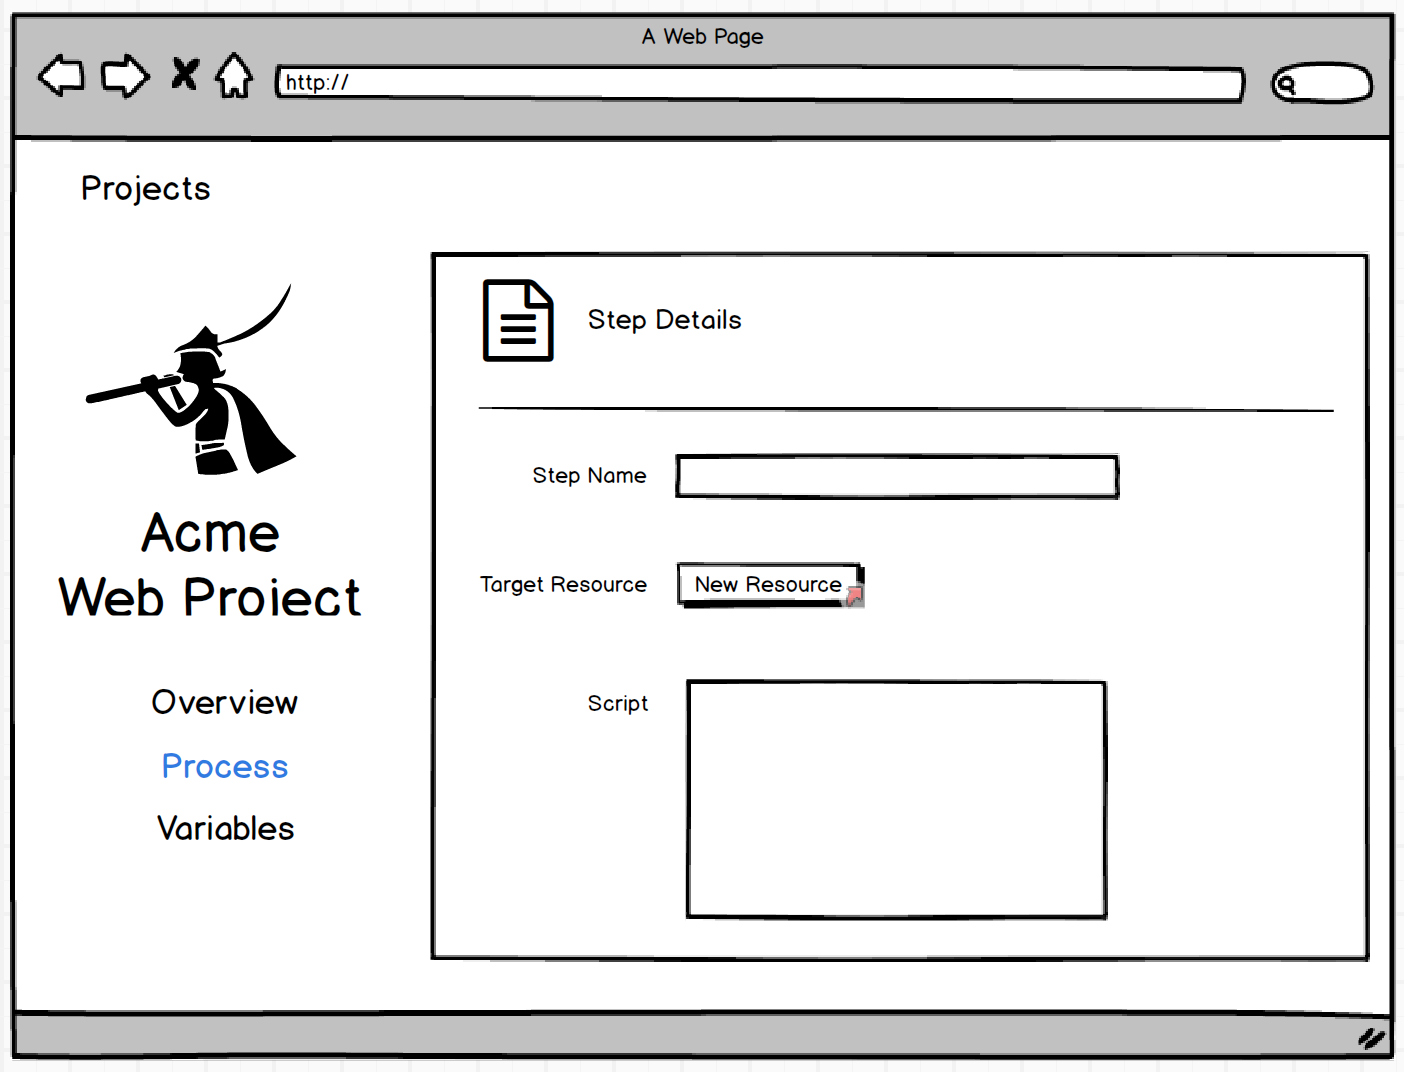 A Web Page
http://
Projects
Step Details
Step Name
Acme
Web Project
Target Resource
New Resource
Overview
Script
Process
Variables